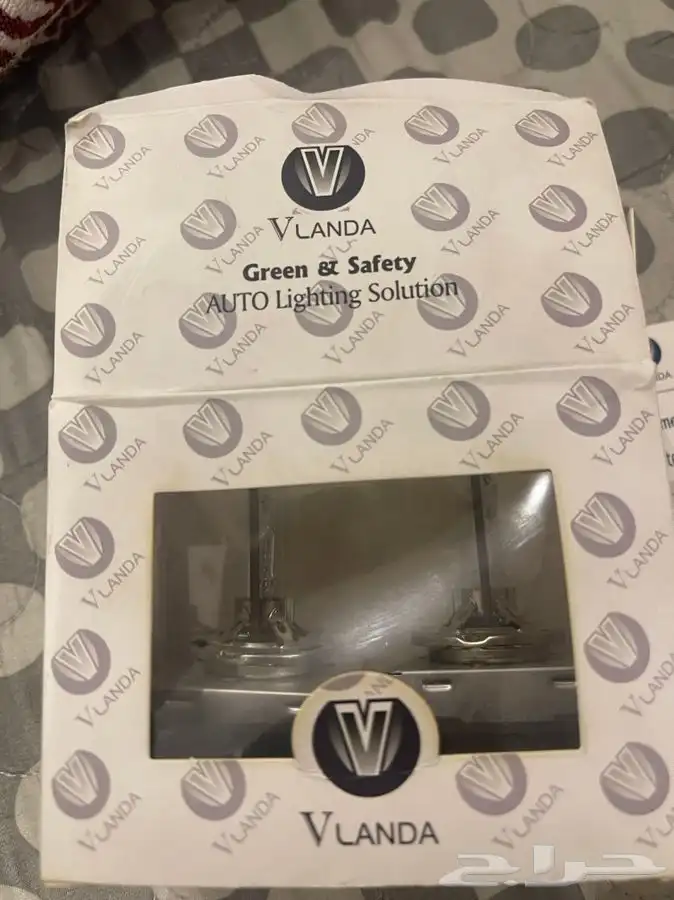 V
VLANDA
Green & Safety
AUTO Lighting Solution
V
VLANDA
حراج